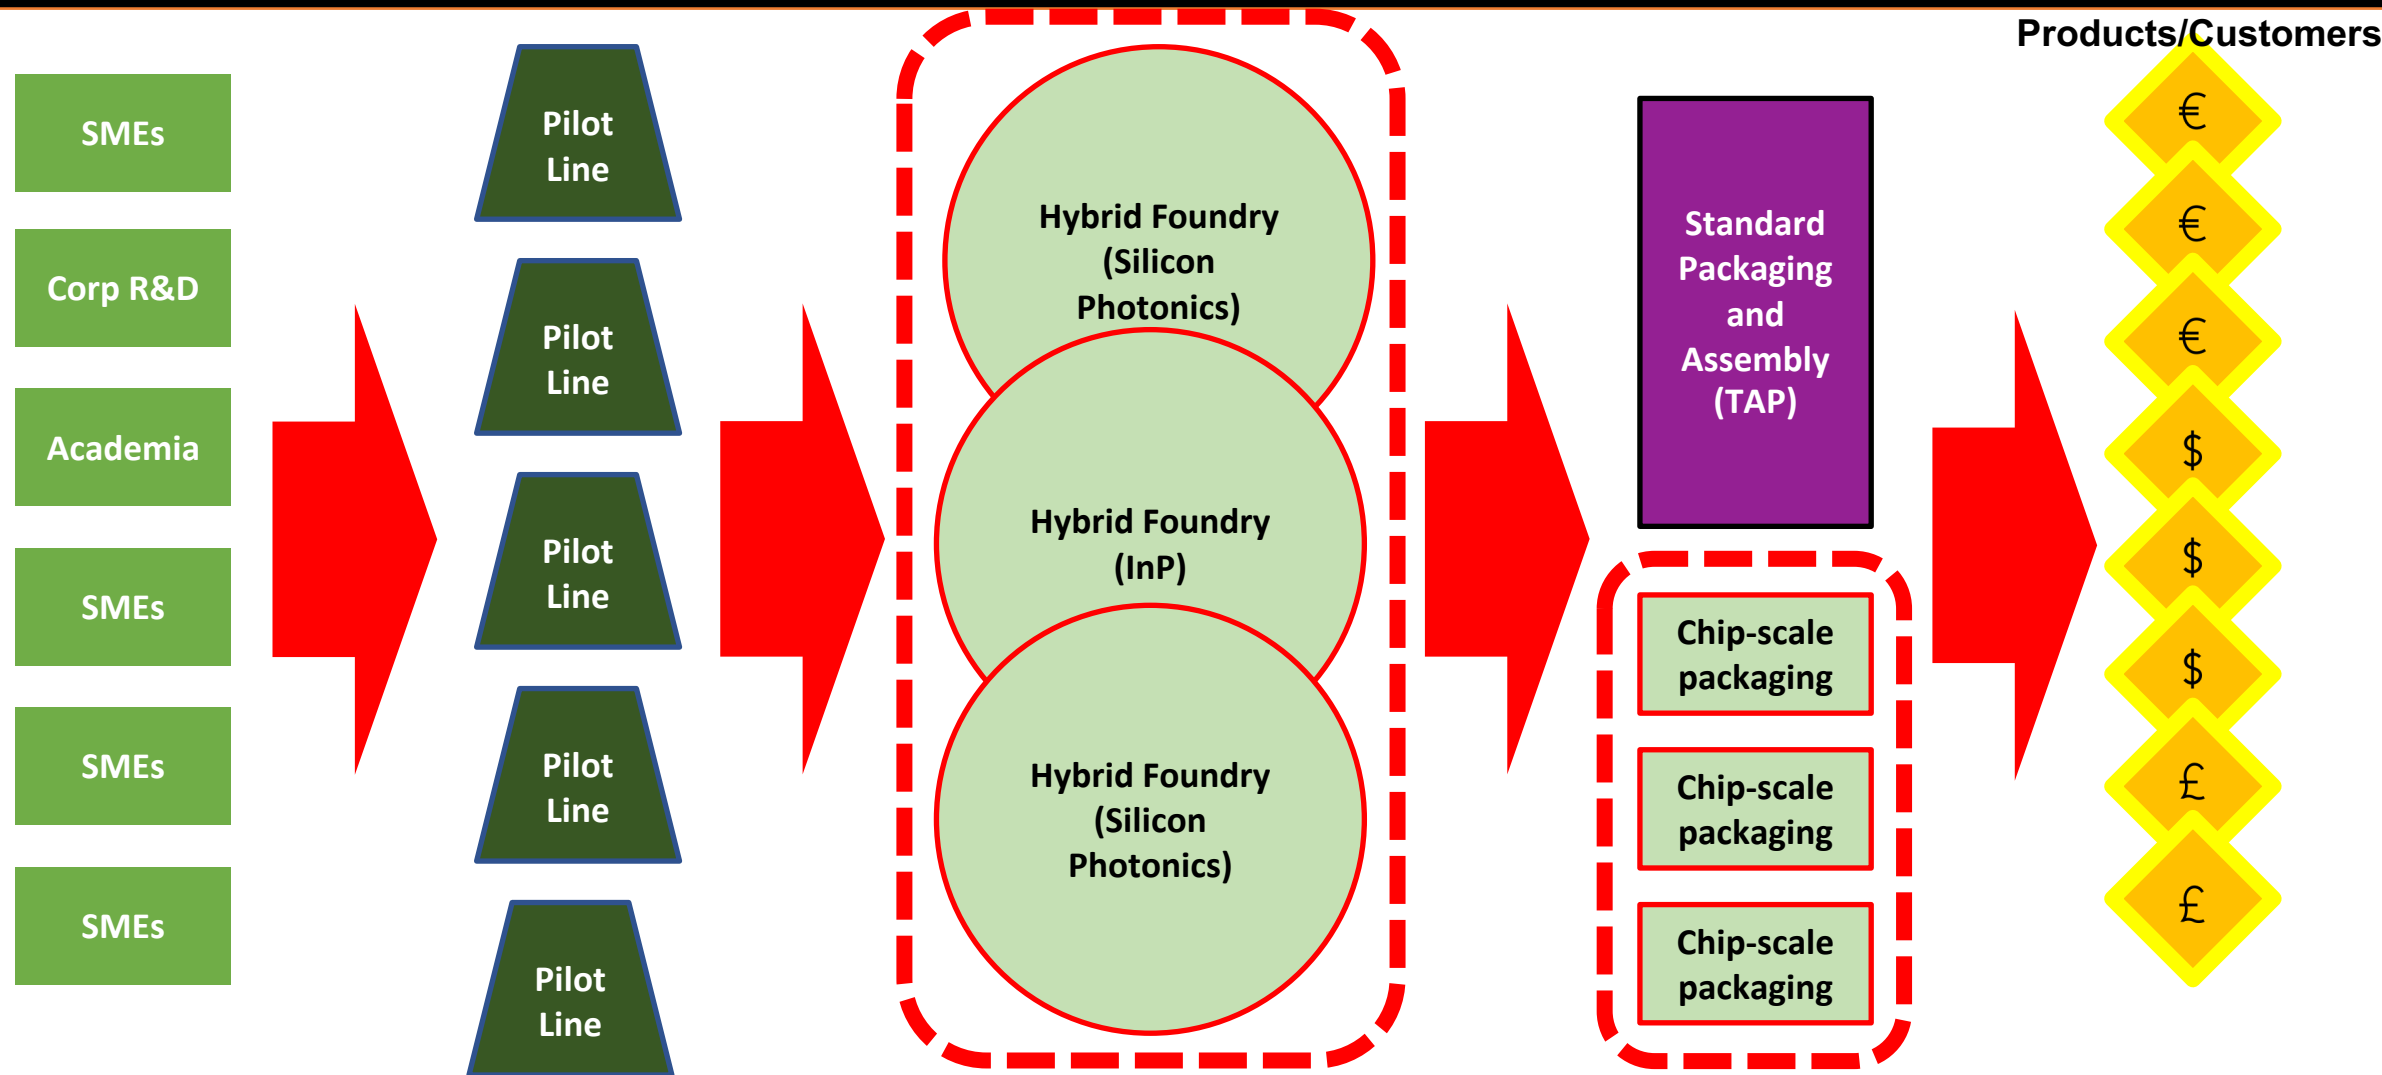 Products/Customers
SMEs
Corp R&D
Academia
SMEs
SMEs
SMEs
Pilot
Line
Pilot
Line
Pilot
Line
Pilot
Line
Pilot
Line
Hybrid Foundry
(Silicon
Photonics)
Hybrid Foundry
(InP)
Hybrid Foundry
(Silicon
Photonics)
Standard
Packaging
and
Assembly
(TAP)
Chip-scale
packaging
Chip-scale
packaging
Chip-scale
packaging
€
€
€
$
$
$
£
£